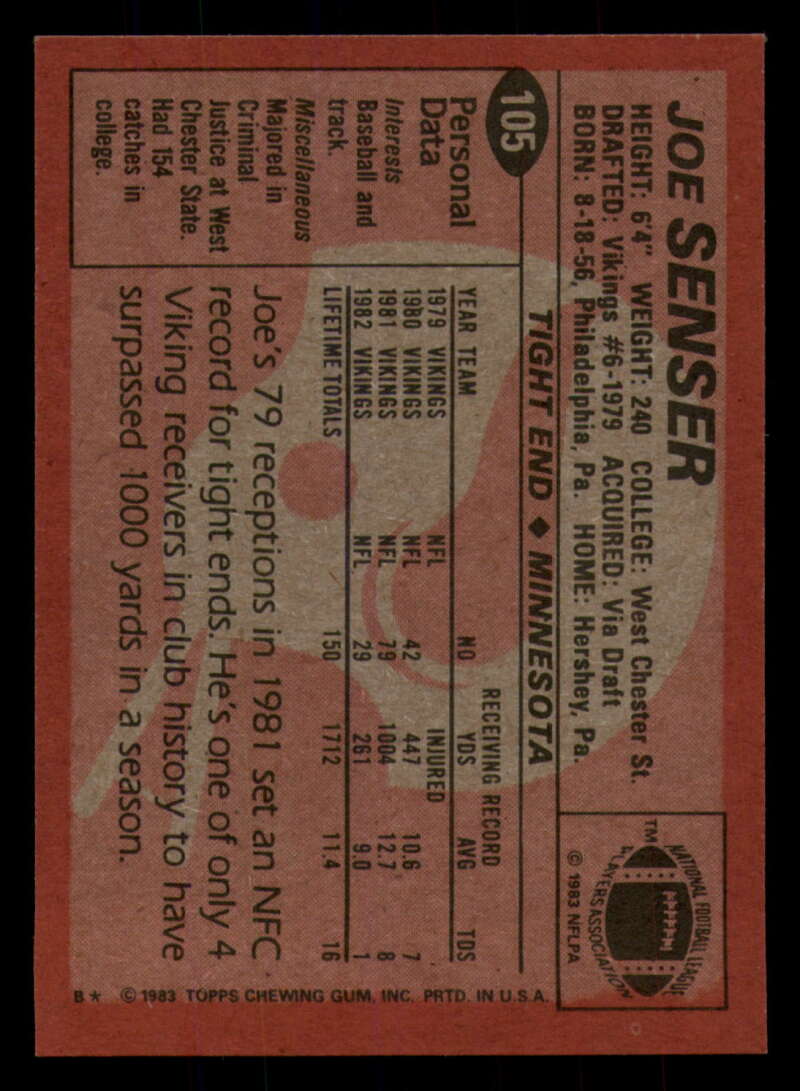 JOE SENSER
HEIGHT: 6'4" WEIGHT: 240 COLLEGE: West Chester St.
DRAFTED: Vikings #6-1979 ACQUIRED: Via Draft
BORN: 8-18-56, Philadelphia, Pa. HOME: Hershey, Pa.
NATIONAL FOOTBALL LEAGUE
PLAYERS ASSOCIATION
TM
© 1983 NFLPA
105
TIGHT END ♦ MINNESOTA
Personal
Data
Interests
Baseball and
track.
Miscellaneous
Majored in
Criminal
Justice at West
Chester State.
Had 154
catches in
college.
RECEIVING RECORD
YEAR TEAM NO YDS AVG TDS
1979 VIKINGS NFL INJURED
1980 VIKINGS NFL 42 447 10.6 7
1981 VIKINGS NFL 79 1004 12.7 8
1982 VIKINGS NFL 29 261 9.0 1
LIFETIME TOTALS 150 1712 11.4 16
Joe's 79 receptions in 1981 set an NFC
record for tight ends. He's one of only 4
Viking receivers in club history to have
surpassed 1000 yards in a season.
B* © 1983 TOPPS CHEWING GUM, INC. PRTD. IN U.S.A.